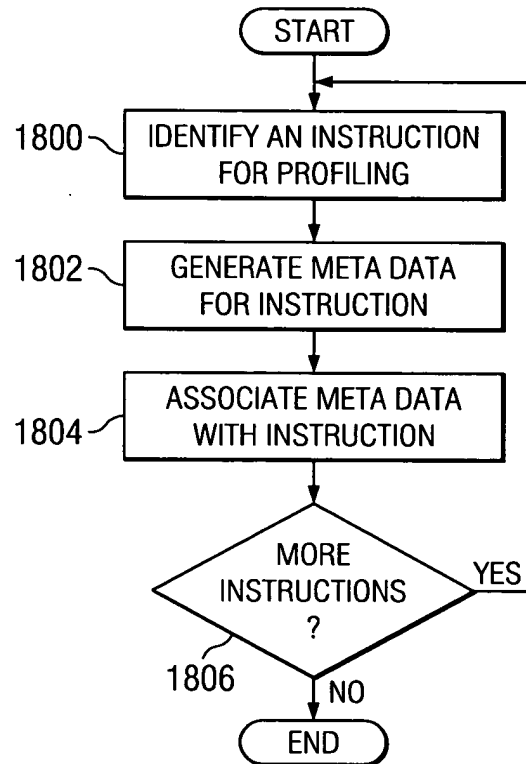 START
1800
IDENTIFY AN INSTRUCTION
FOR PROFILING
1802
GENERATE META DATA
FOR INSTRUCTION
1804
ASSOCIATE META DATA
WITH INSTRUCTION
MORE
INSTRUCTIONS
?
YES
1806
NO
END